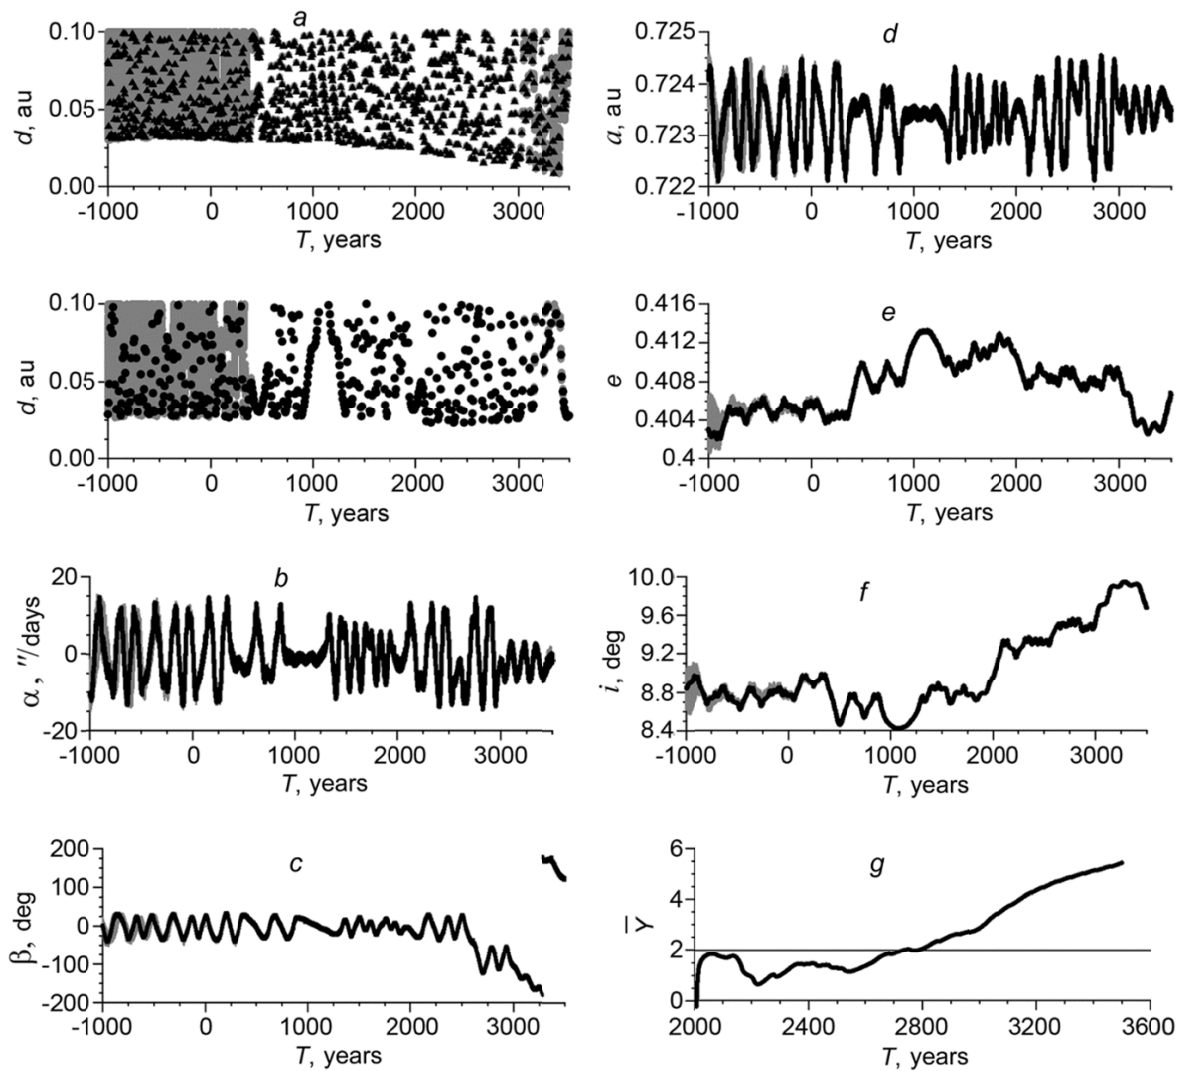 a
0.10
0.05
0.00
d, au
-1000 0 1000 2000 3000
T, years
0.10
0.05
0.00
d, au
-1000 0 1000 2000 3000
T, years
b
20
0
-20
α, ″/days
-1000 0 1000 2000 3000
T, years
c
200
100
0
-100
-200
β, deg
-1000 0 1000 2000 3000
T, years
d
0.725
0.724
0.723
0.722
a, au
-1000 0 1000 2000 3000
T, years
e
0.416
0.412
0.408
0.404
0.4
e
-1000 0 1000 2000 3000
T, years
f
10.0
9.6
9.2
8.8
8.4
i, deg
-1000 0 1000 2000 3000
T, years
g
6
4
2
0
Y̅
2000 2400 2800 3200 3600
T, years